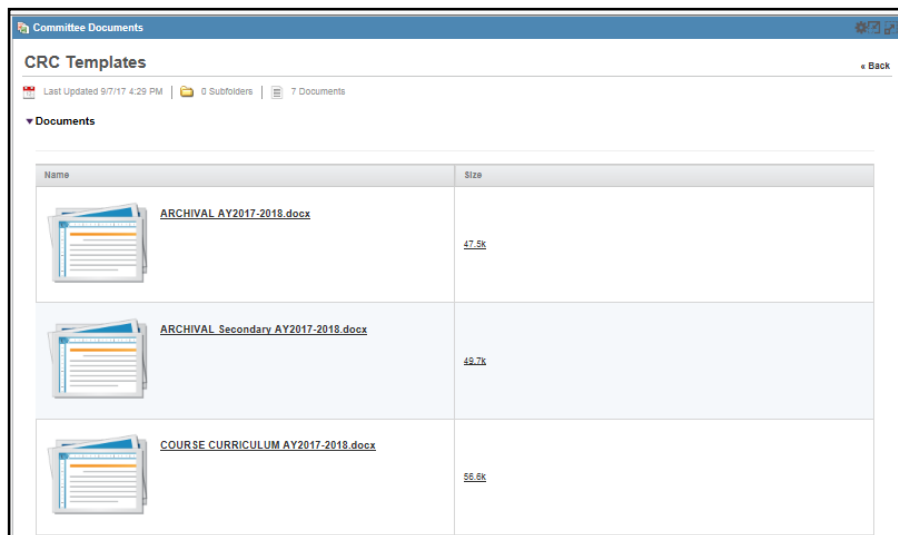 Committee Documents
CRC Templates
« Back
Last Updated 9/7/17 4:29 PM | 0 Subfolders | 7 Documents
▾Documents
Name Size
ARCHIVAL AY2017-2018.docx
47.5k
ARCHIVAL Secondary AY2017-2018.docx
49.7k
COURSE CURRICULUM AY2017-2018.docx
56.6k